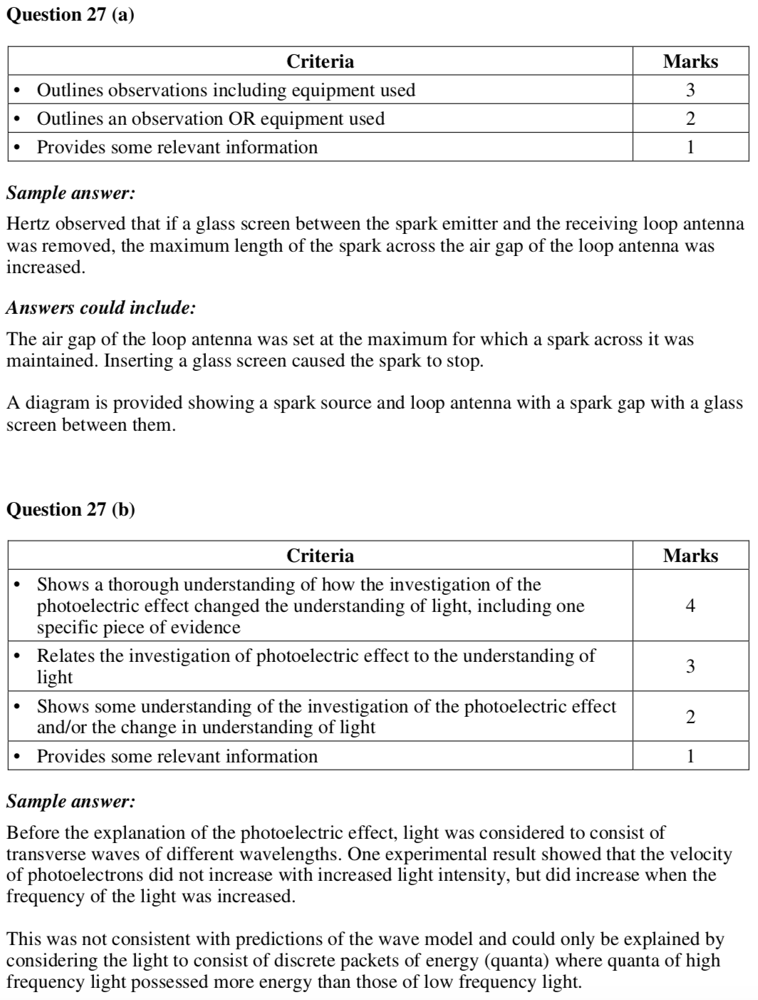 Question 27 (a)
Criteria Marks
• Outlines observations including equipment used 3
• Outlines an observation OR equipment used 2
• Provides some relevant information 1
Sample answer:
Hertz observed that if a glass screen between the spark emitter and the receiving loop antenna
was removed, the maximum length of the spark across the air gap of the loop antenna was
increased.
Answers could include:
The air gap of the loop antenna was set at the maximum for which a spark across it was
maintained. Inserting a glass screen caused the spark to stop.
A diagram is provided showing a spark source and loop antenna with a spark gap with a glass
screen between them.
Question 27 (b)
Criteria Marks
• Shows a thorough understanding of how the investigation of the
photoelectric effect changed the understanding of light, including one
specific piece of evidence
4
• Relates the investigation of photoelectric effect to the understanding of
light
3
• Shows some understanding of the investigation of the photoelectric effect
and/or the change in understanding of light
2
• Provides some relevant information 1
Sample answer:
Before the explanation of the photoelectric effect, light was considered to consist of
transverse waves of different wavelengths. One experimental result showed that the velocity
of photoelectrons did not increase with increased light intensity, but did increase when the
frequency of the light was increased.
This was not consistent with predictions of the wave model and could only be explained by
considering the light to consist of discrete packets of energy (quanta) where quanta of high
frequency light possessed more energy than those of low frequency light.